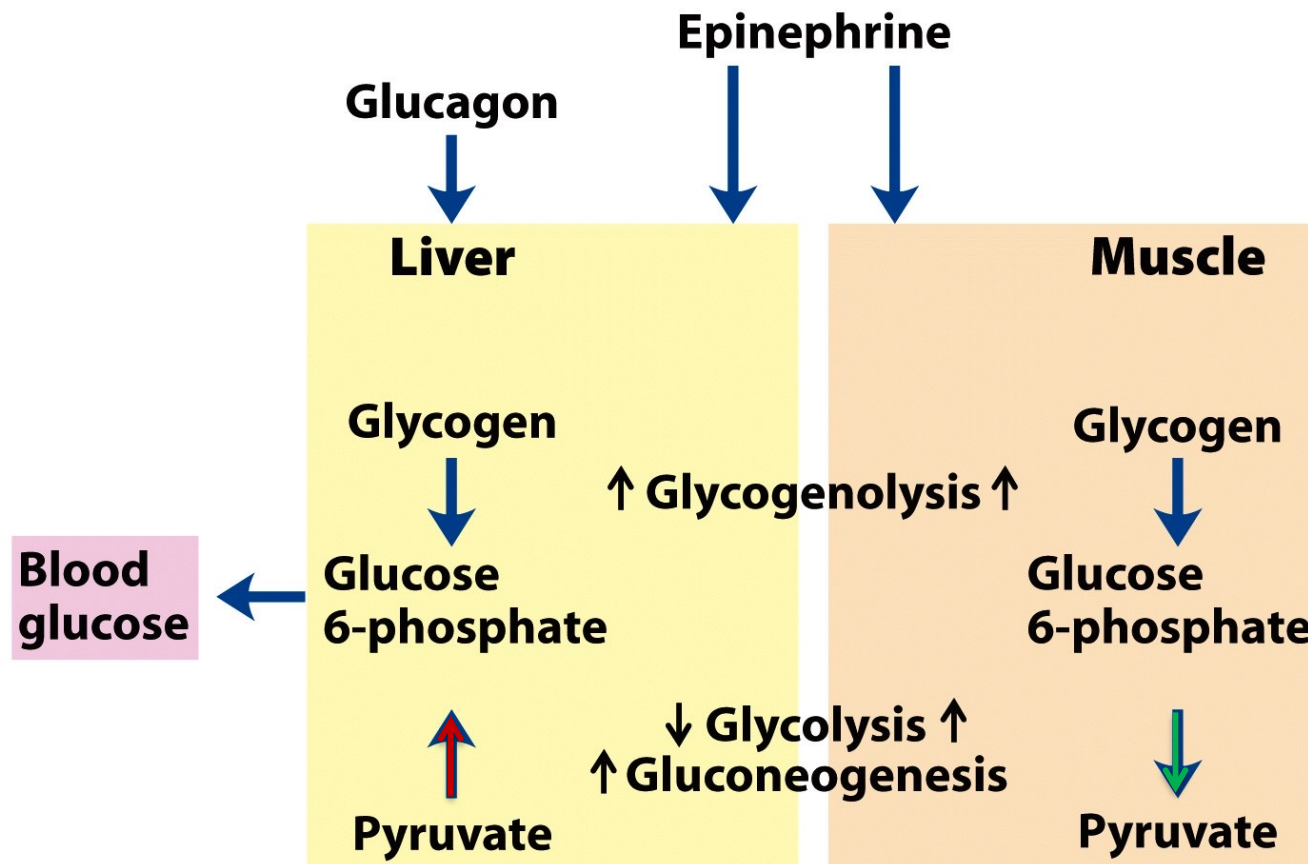 Epinephrine
Glucagon
Liver
Muscle
Glycogen
Glycogen
↑ Glycogenolysis ↑
Blood
glucose
Glucose
6-phosphate
Glucose
6-phosphate
↓ Glycolysis ↑
↑ Gluconeogenesis
Pyruvate
Pyruvate